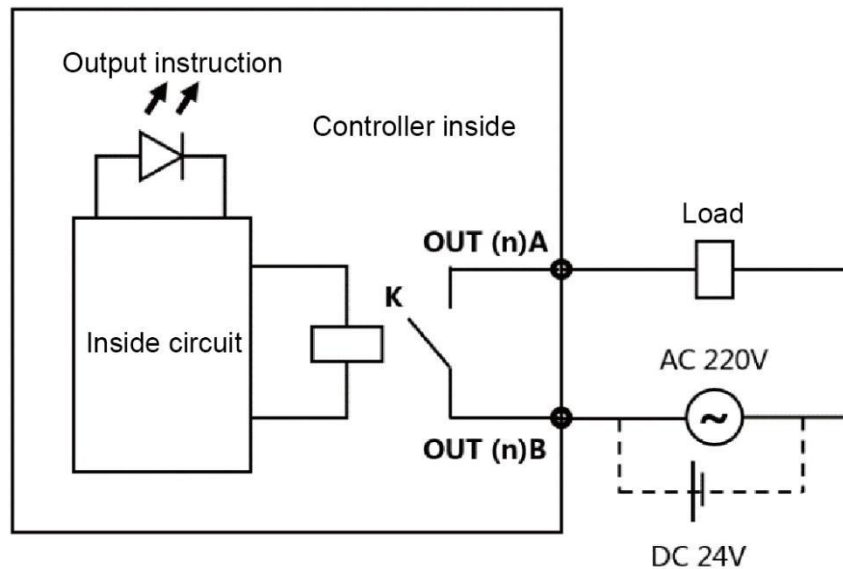 Output instruction
Controller inside
Load
OUT (n)A
K
Inside circuit
AC 220V
~
OUT (n)B
DC 24V